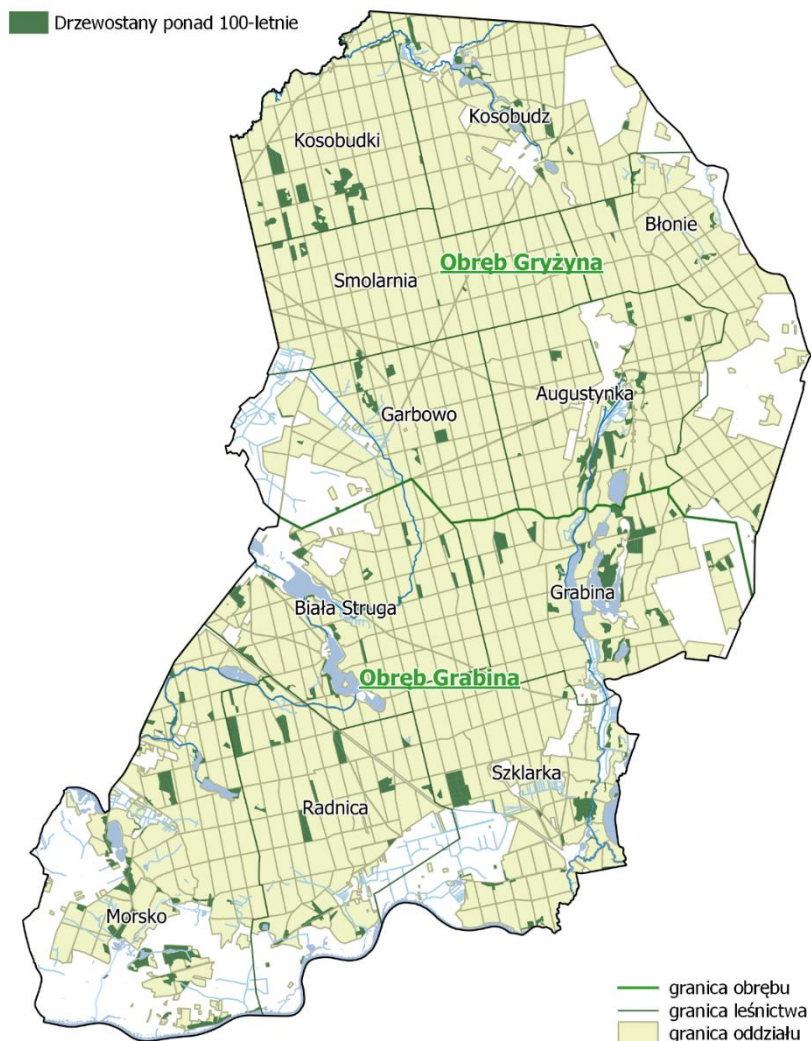 Drzewostany ponad 100-letnie
Kosobudz
Kosobudki
Błonie
Obręb Gryżyna
Smolarnia
Augustynka
Garbowo
Grabina
Biała Struga
Obręb Grabina
Szklarka
Radnica
Morsko
granica obrębu
granica leśnictwa
granica oddziału